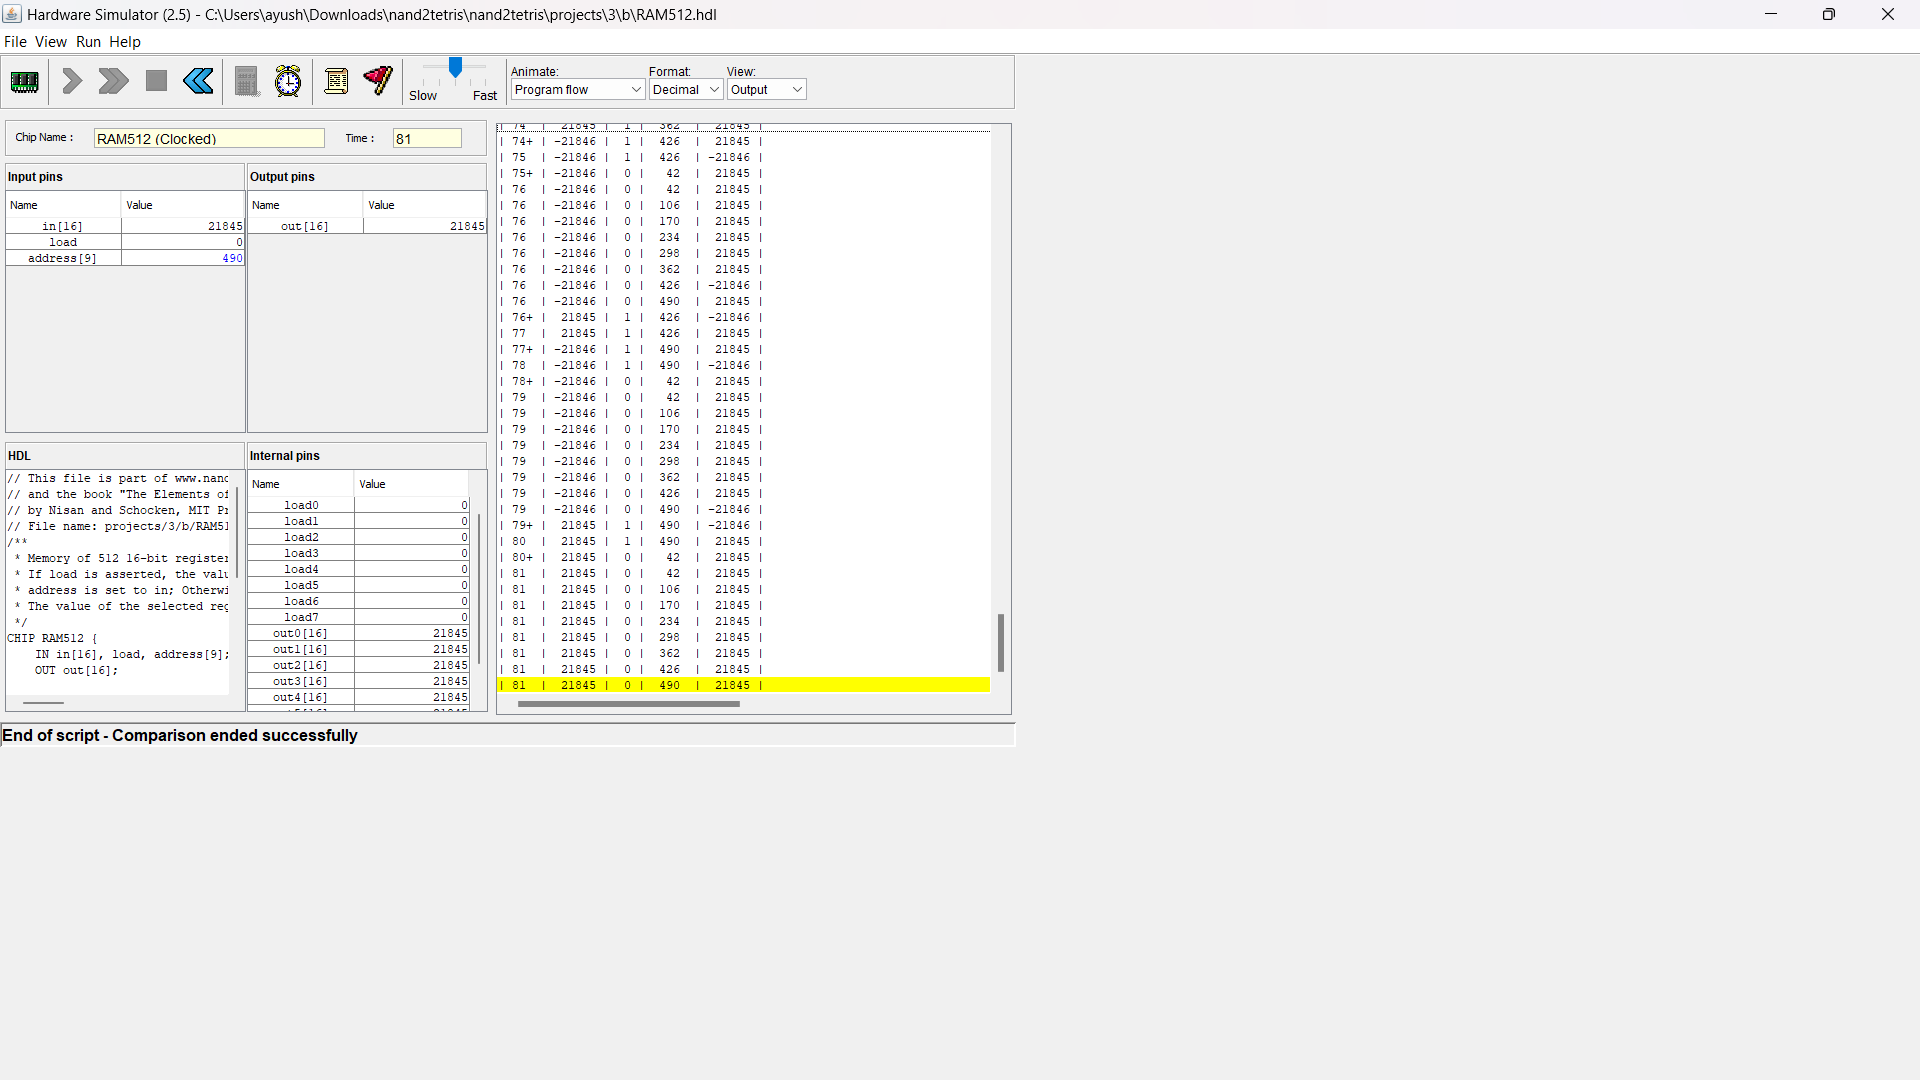 Hardware Simulator (2.5) - C:\Users\ayush\Downloads\nand2tetris\nand2tetris\projects\3\b\RAM512.hdl
File View Run Help
Slow Fast
Animate: Format: View:
Program flow Decimal Output
Chip Name : RAM512 (Clocked) Time : 81
Input pins
Name Value
in[16] 21845
load 0
address[9] 490
Output pins
Name Value
out[16] 21845
HDL
// This file is part of www.nand
// and the book "The Elements of
// by Nisan and Schocken, MIT Pr
// File name: projects/3/b/RAM51
/**
* Memory of 512 16-bit register
* If load is asserted, the valu
* address is set to in; Otherwi
* The value of the selected reg
*/
CHIP RAM512 {
IN in[16], load, address[9];
OUT out[16];
Internal pins
Name Value
load0 0
load1 0
load2 0
load3 0
load4 0
load5 0
load6 0
load7 0
out0[16] 21845
out1[16] 21845
out2[16] 21845
out3[16] 21845
out4[16] 21845
| 74 | 21845 | 1 | 362 | 21845 |
| 74+ | -21846 | 1 | 426 | 21845 |
| 75 | -21846 | 1 | 426 | -21846 |
| 75+ | -21846 | 0 | 42 | 21845 |
| 76 | -21846 | 0 | 42 | 21845 |
| 76 | -21846 | 0 | 106 | 21845 |
| 76 | -21846 | 0 | 170 | 21845 |
| 76 | -21846 | 0 | 234 | 21845 |
| 76 | -21846 | 0 | 298 | 21845 |
| 76 | -21846 | 0 | 362 | 21845 |
| 76 | -21846 | 0 | 426 | -21846 |
| 76 | -21846 | 0 | 490 | 21845 |
| 76+ | 21845 | 1 | 426 | -21846 |
| 77 | 21845 | 1 | 426 | 21845 |
| 77+ | -21846 | 1 | 490 | 21845 |
| 78 | -21846 | 1 | 490 | -21846 |
| 78+ | -21846 | 0 | 42 | 21845 |
| 79 | -21846 | 0 | 42 | 21845 |
| 79 | -21846 | 0 | 106 | 21845 |
| 79 | -21846 | 0 | 170 | 21845 |
| 79 | -21846 | 0 | 234 | 21845 |
| 79 | -21846 | 0 | 298 | 21845 |
| 79 | -21846 | 0 | 362 | 21845 |
| 79 | -21846 | 0 | 426 | 21845 |
| 79 | -21846 | 0 | 490 | -21846 |
| 79+ | 21845 | 1 | 490 | -21846 |
| 80 | 21845 | 1 | 490 | 21845 |
| 80+ | 21845 | 0 | 42 | 21845 |
| 81 | 21845 | 0 | 42 | 21845 |
| 81 | 21845 | 0 | 106 | 21845 |
| 81 | 21845 | 0 | 170 | 21845 |
| 81 | 21845 | 0 | 234 | 21845 |
| 81 | 21845 | 0 | 298 | 21845 |
| 81 | 21845 | 0 | 362 | 21845 |
| 81 | 21845 | 0 | 426 | 21845 |
| 81 | 21845 | 0 | 490 | 21845 |
End of script - Comparison ended successfully